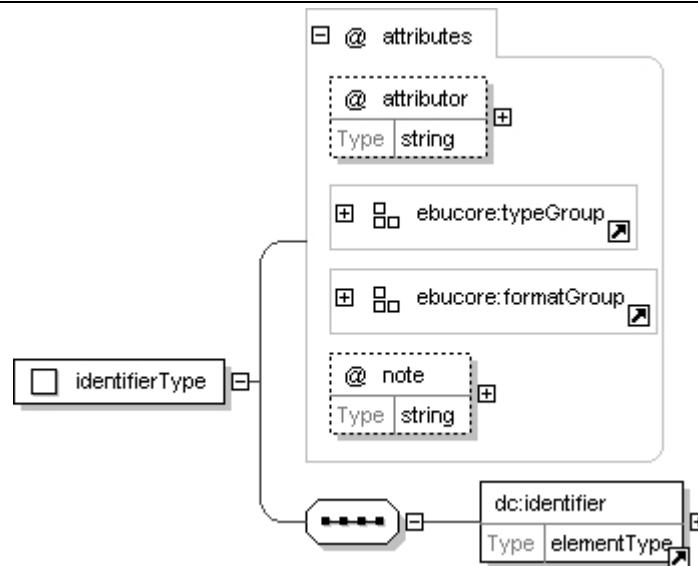 @ attributes
@ attributor
Type string
ebucore:typeGroup
ebucore:formatGroup
identifierType
@ note
Type string
dc:identifier
Type elementType